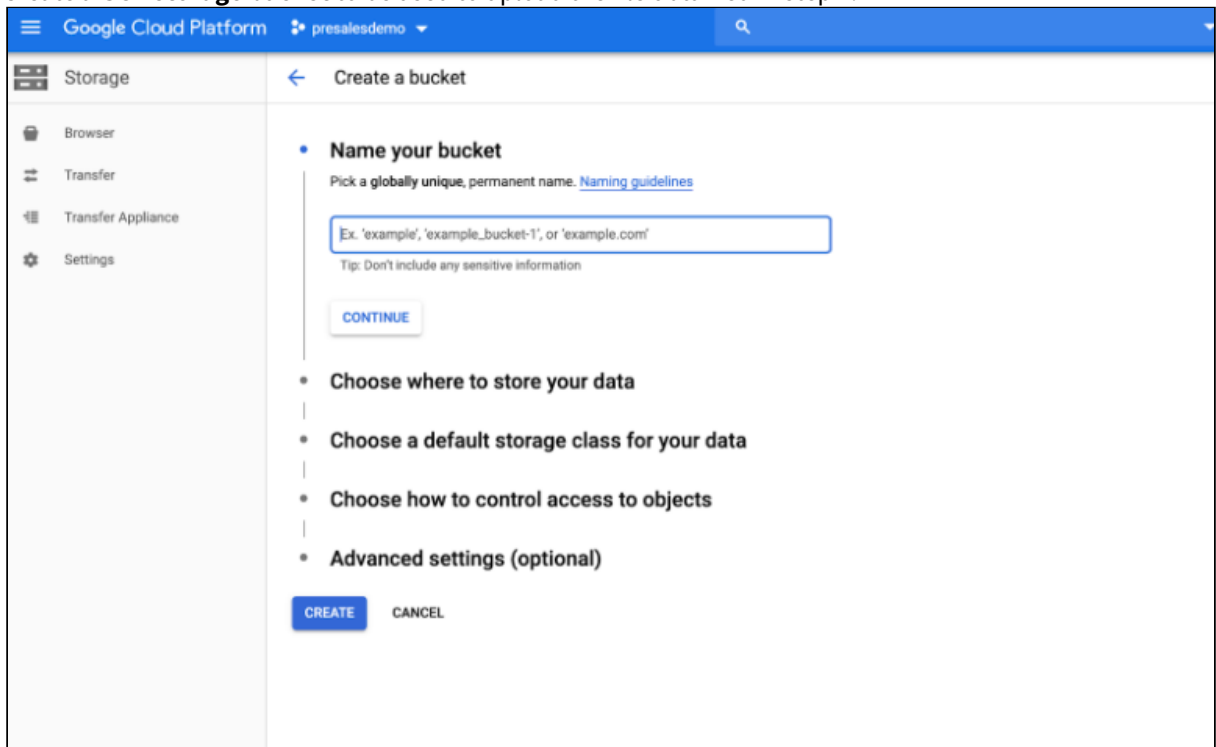 Google Cloud Platform presalesdemo
Storage
Create a bucket
Browser
Transfer
Transfer Appliance
Settings
Name your bucket
Pick a globally unique, permanent name. Naming guidelines
Ex. 'example', 'example_bucket-1', or 'example.com'
Tip: Don't include any sensitive information
CONTINUE
Choose where to store your data
Choose a default storage class for your data
Choose how to control access to objects
Advanced settings (optional)
CREATE CANCEL